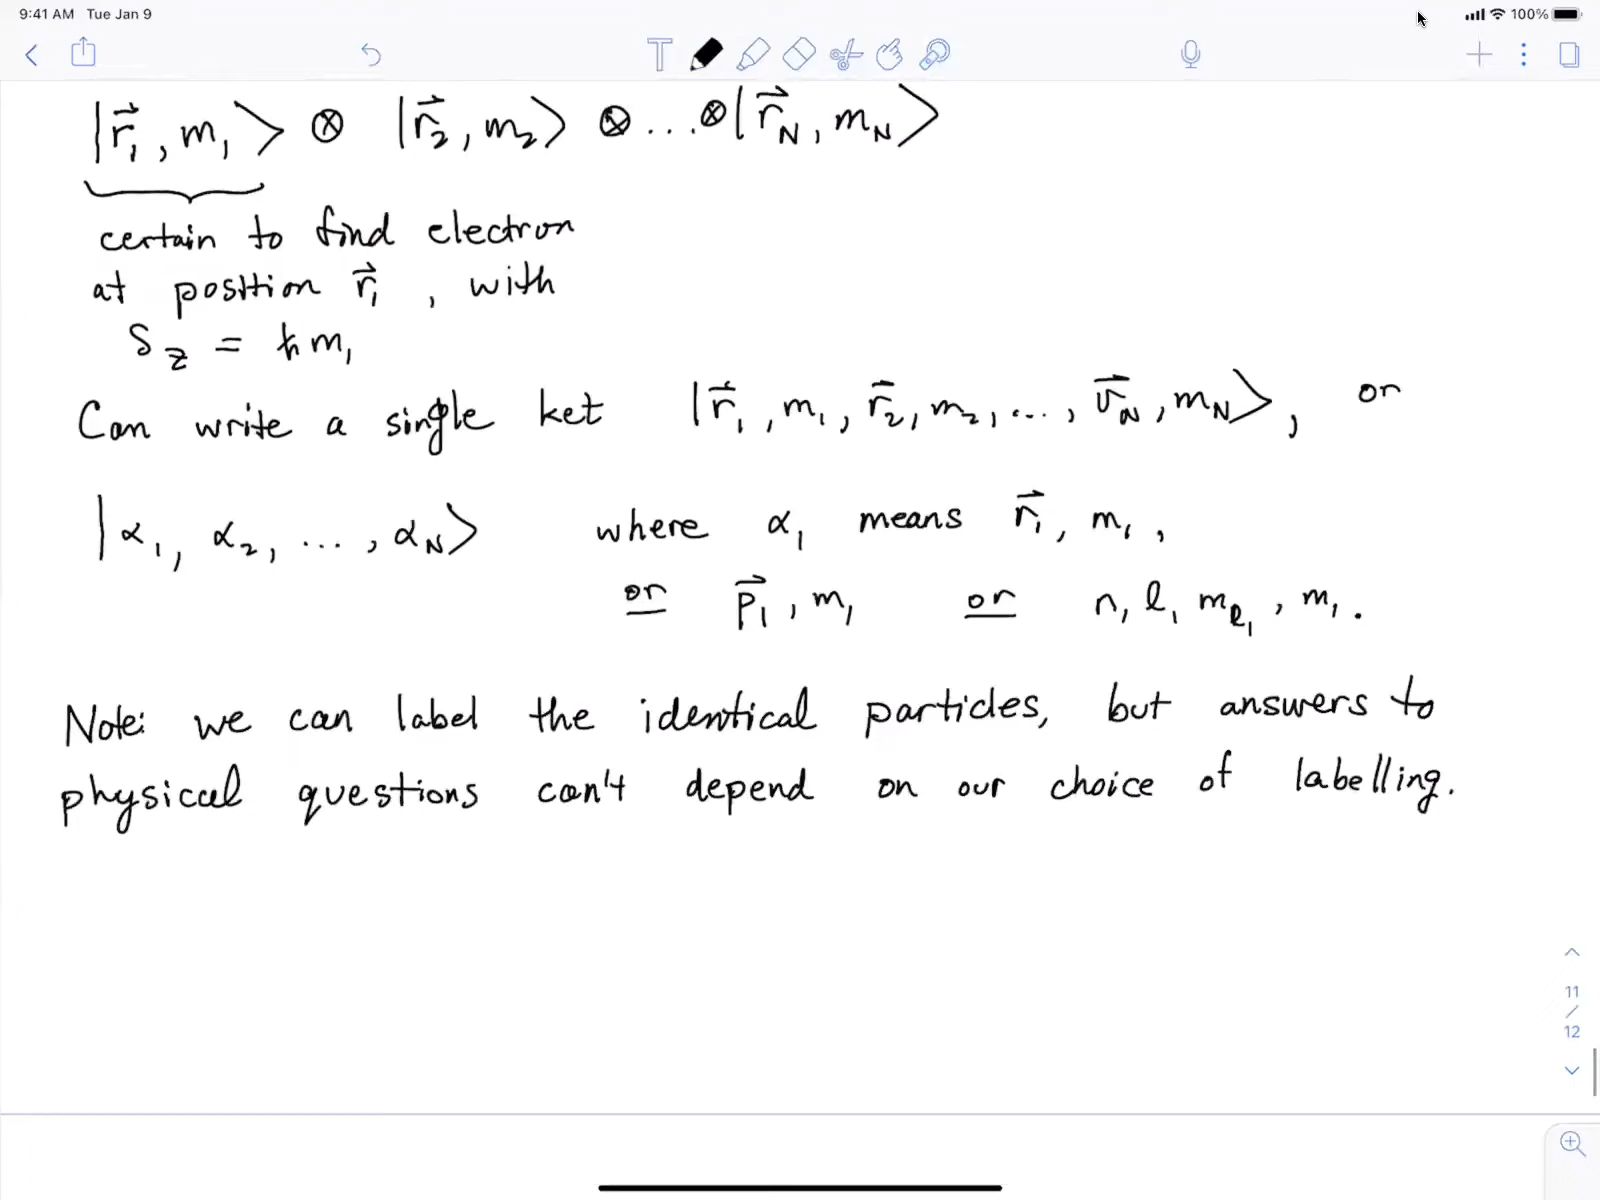 9:41 AM Tue Jan 9
100%
T
|r⃗₁, m₁⟩ ⊗ |r⃗₂, m₂⟩ ⊗ ... ⊗ |r⃗_N, m_N⟩
certain to find electron
at position r⃗₁, with
S_z = ħm₁
Can write a single ket |r⃗₁, m₁, r⃗₂, m₂, ..., r⃗_N, m_N⟩, or
|α₁, α₂, ..., α_N⟩ where α₁ means r⃗₁, m₁,
or p⃗₁, m₁ or n, l, m_l₁, m₁.
Note: we can label the identical particles, but answers to
physical questions can't depend on our choice of labelling.
11
/
12